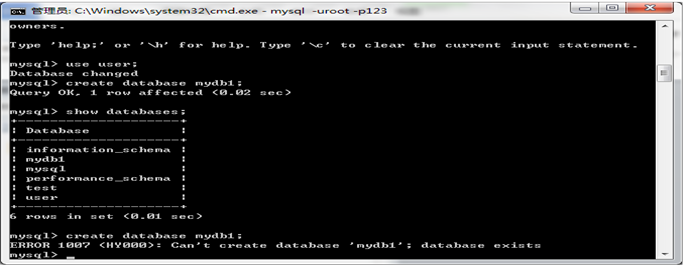 管理员: C:\Windows\system32\cmd.exe - mysql -uroot -p123
owners.
Type 'help;' or '\h' for help. Type '\c' to clear the current input statement.
mysql> use user;
Database changed
mysql> create database mydb1;
Query OK, 1 row affected (0.02 sec)
mysql> show databases;
+--------------------+
| Database           |
+--------------------+
| information_schema |
| mydb1              |
| mysql              |
| performance_schema |
| test               |
| user               |
+--------------------+
6 rows in set (0.01 sec)
mysql> create database mydb1;
ERROR 1007 (HY000): Can't create database 'mydb1'; database exists
mysql> _